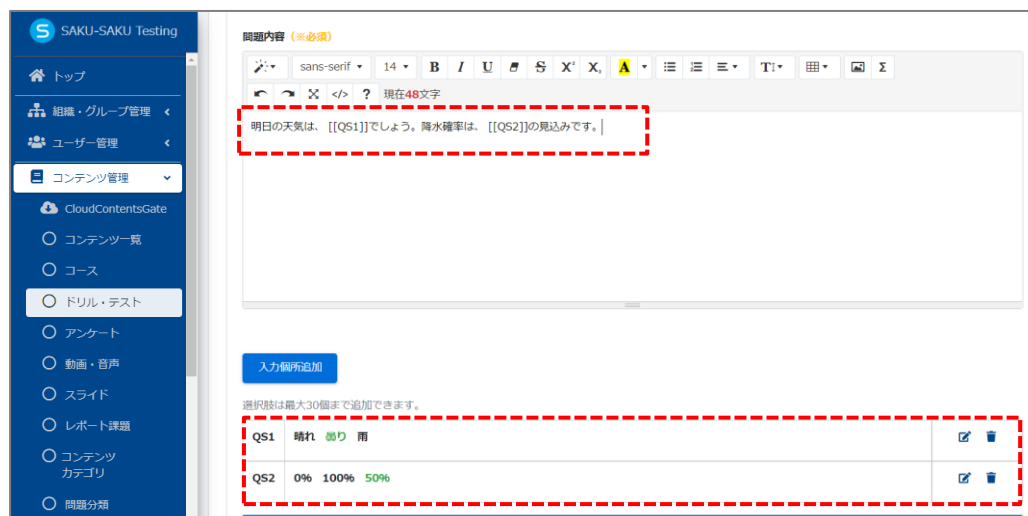 SAKU-SAKU Testing
トップ
組織・グループ管理
ユーザー管理
コンテンツ管理
CloudContentsGate
コンテンツ一覧
コース
ドリル・テスト
アンケート
動画・音声
スライド
レポート課題
コンテンツ
カテゴリ
問題分類
問題内容 (※必須)
sans-serif 14 B I U S X² X₂ A T Σ
</> ? 現在48文字
明日の天気は、 [[QS1]]でしょう。降水確率は、 [[QS2]]の見込みです。
入力個所追加
選択肢は最大30個まで追加できます。
QS1 晴れ 曇り 雨
QS2 0% 100% 50%